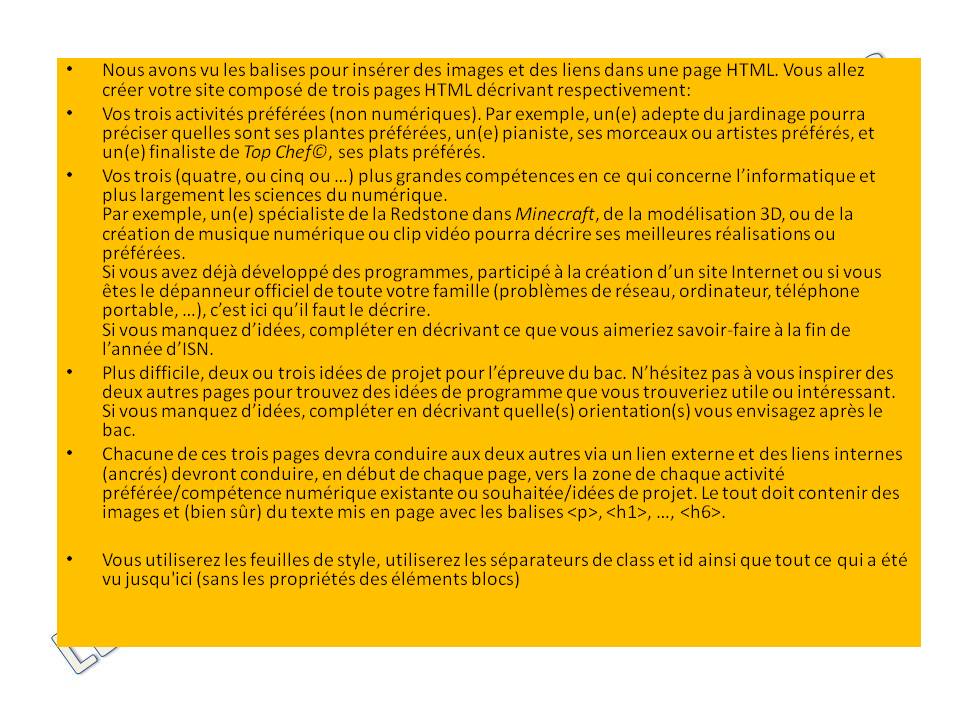 • Nous avons vu les balises pour insérer des images et des liens dans une page HTML. Vous allez
créer votre site composé de trois pages HTML décrivant respectivement:
• Vos trois activités préférées (non numériques). Par exemple, un(e) adepte du jardinage pourra
préciser quelles sont ses plantes préférées, un(e) pianiste, ses morceaux ou artistes préférés, et
un(e) finaliste de Top Chef©, ses plats préférés.
• Vos trois (quatre, ou cinq ou …) plus grandes compétences en ce qui concerne l’informatique et
plus largement les sciences du numérique.
Par exemple, un(e) spécialiste de la Redstone dans Minecraft, de la modélisation 3D, ou de la
création de musique numérique ou clip vidéo pourra décrire ses meilleures réalisations ou
préférées.
Si vous avez déjà développé des programmes, participé à la création d’un site Internet ou si vous
êtes le dépanneur officiel de toute votre famille (problèmes de réseau, ordinateur, téléphone
portable, …), c’est ici qu’il faut le décrire.
Si vous manquez d’idées, compléter en décrivant ce que vous aimeriez savoir-faire à la fin de
l’année d’ISN.
• Plus difficile, deux ou trois idées de projet pour l’épreuve du bac. N’hésitez pas à vous inspirer des
deux autres pages pour trouvez des idées de programme que vous trouveriez utile ou intéressant.
Si vous manquez d’idées, compléter en décrivant quelle(s) orientation(s) vous envisagez après le
bac.
• Chacune de ces trois pages devra conduire aux deux autres via un lien externe et des liens internes
(ancrés) devront conduire, en début de chaque page, vers la zone de chaque activité
préférée/compétence numérique existante ou souhaitée/idées de projet. Le tout doit contenir des
images et (bien sûr) du texte mis en page avec les balises <p>, <h1>, …, <h6>.
• Vous utiliserez les feuilles de style, utiliserez les séparateurs de class et id ainsi que tout ce qui a été
vu jusqu'ici (sans les propriétés des éléments blocs)